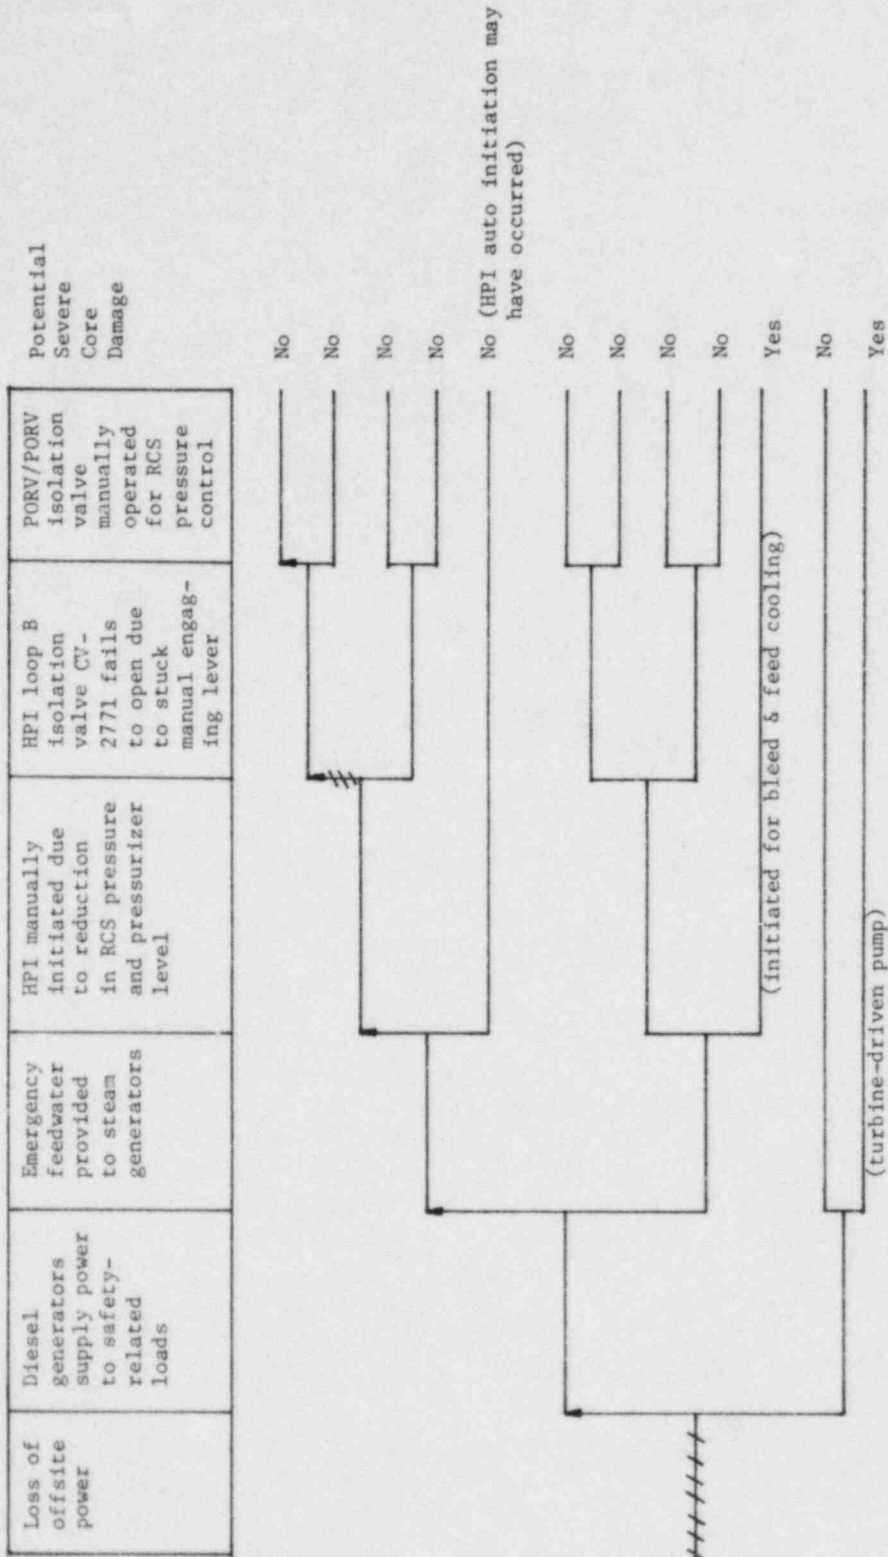 Loss of
offsite
power
Diesel
generators
supply power
to safety-
related
loads
Emergency
feedwater
provided
to steam
generators
HPI manually
initiated due
to reduction
in RCS pressure
and pressurizer
level
HPI loop B
isolation
valve CV-
2771 fails
to open due
to stuck
manual engag-
ing lever
PORV/PORV
isolation
valve
manually
operated
for RCS
pressure
control
Potential
Severe
Core
Damage
No
No
No
No
No (HPI auto initiation may
have occurred)
No
No
No
No
Yes
(initiated for bleed & feed cooling)
No
Yes
(turbine-driven pump)